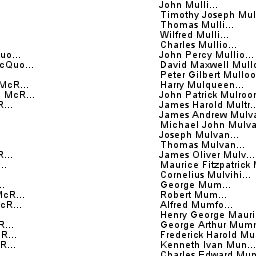 John Mulli...
Timothy Joseph Mul
Thomas Mulli...
Wilfred Mulli...
Charles Mullio...
uo... John Percy Mullio...
cQuo... David Maxwell Mullo
Peter Gilbert Mulloo
McR... Harry Mulqueen...
McR... John Patrick Mulroor
R... James Harold Multr...
James Andrew Mulva
Michael John Mulva
Joseph Mulvan...
Thomas Mulvan...
R... James Oliver Mulv...
... Maurice Fitzpatrick M
Cornelius Mulvihi...
... George Mum...
McR... Robert Mum...
cR... Alfred Mumfo...
Henry George Mauri
R... George Arthur Mumm
R... Frederick Harold Mu
R... Kenneth Ivan Mun...
Charles Edward Mun